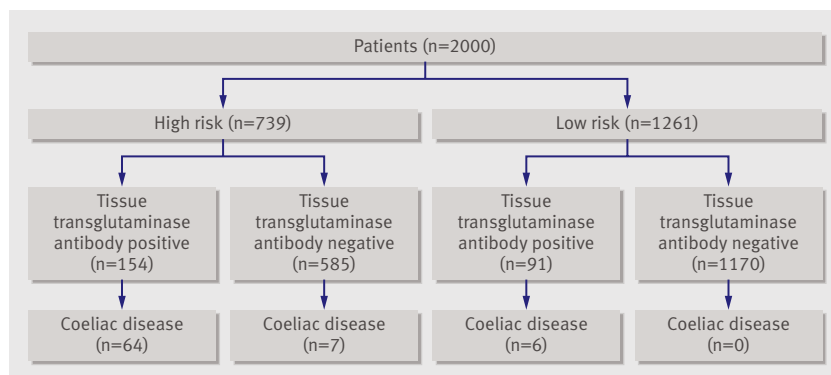 Patients (n=2000)
High risk (n=739)
Low risk (n=1261)
Tissue
transglutaminase
antibody positive
(n=154)
Tissue
transglutaminase
antibody negative
(n=585)
Tissue
transglutaminase
antibody positive
(n=91)
Tissue
transglutaminase
antibody negative
(n=1170)
Coeliac disease
(n=64)
Coeliac disease
(n=7)
Coeliac disease
(n=6)
Coeliac disease
(n=0)